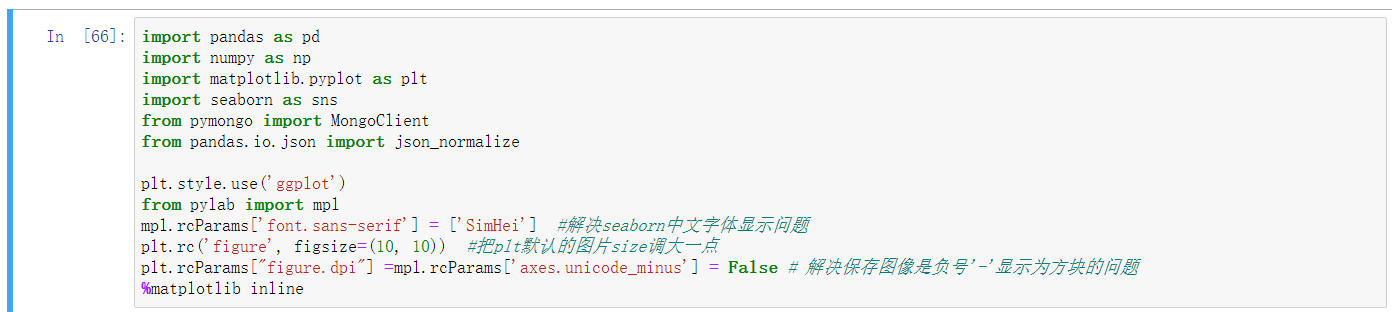 In [66]: import pandas as pd
import numpy as np
import matplotlib.pyplot as plt
import seaborn as sns
from pymongo import MongoClient
from pandas.io.json import json_normalize
plt.style.use('ggplot')
from pylab import mpl
mpl.rcParams['font.sans-serif'] = ['SimHei']  #解决seaborn中文字体显示问题
plt.rc('figure', figsize=(10, 10))  #把plt默认的图片size调大一点
plt.rcParams["figure.dpi"] =mpl.rcParams['axes.unicode_minus'] = False # 解决保存图像是负号'-'显示为方块的问题
%matplotlib inline